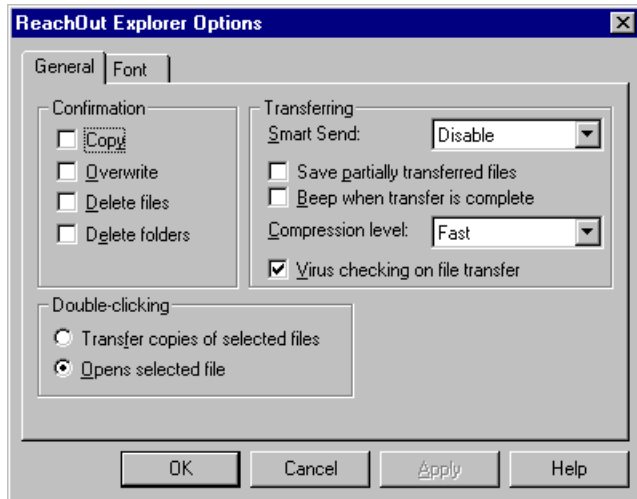 ReachOut Explorer Options
General
Font
Confirmation
Copy
Overwrite
Delete files
Delete folders
Transferring
Smart Send: Disable
Save partially transferred files
Beep when transfer is complete
Compression level: Fast
Virus checking on file transfer
Double-clicking
Transfer copies of selected files
Opens selected file
OK
Cancel
Apply
Help